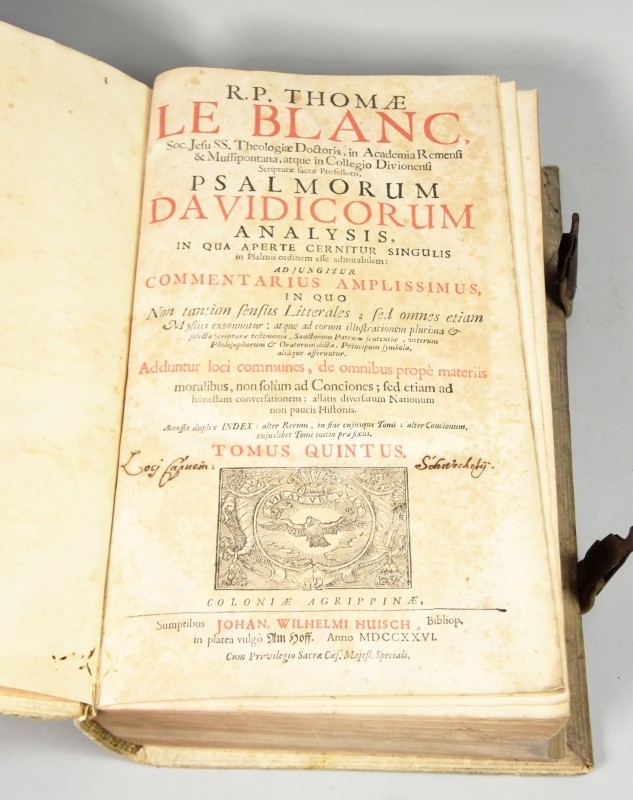 R.P. THOMÆ
LE BLANC,
Soc. Jesu SS. Theologiæ Doctoris, in Academia Remensi
& Mussipontana, atque in Collegio Divionensi
Scripturæ sacræ Professoris,
PSALMORUM
DAVIDICORUM
ANALYSIS,
IN QUA APERTE CERNITUR SINGULIS
in Psalmis ordinem esse admirabilem:
ADJUNGITUR
COMMENTARIUS AMPLISSIMUS,
IN QUO
Non tantùm sensus Litterales; sed omnes etiam
Mystici exponuntur; atque ad eorum illustrationem plurima &
selecta Scripturæ testimonia, Sanctorum Patrum sententiæ, veterum
Philosophorum & Oratorum dicta, Principum symbola,
aliáque afferuntur.
Adduntur loci communes, de omnibus propè materiis
moralibus, non solùm ad Conciones; sed etiam ad
honestam conversationem: allatis diversarum Nationum
non paucis Historiis.
Accessit duplex INDEX: alter Rerum, in fine cujusque Tomi: alter Concionum,
cujuslibet Tomi initio præfixus.
TOMUS QUINTUS.
Locj Capucin: Schwechetÿ.
COLONIÆ AGRIPPINÆ,
Sumptibus JOHAN. WILHELMI HUISCH, Bibliop.
in platea vulgò Am Hoff. Anno MDCCXXVI.
Cum Privilegio Sacræ Cæs. Majest. Speciali.